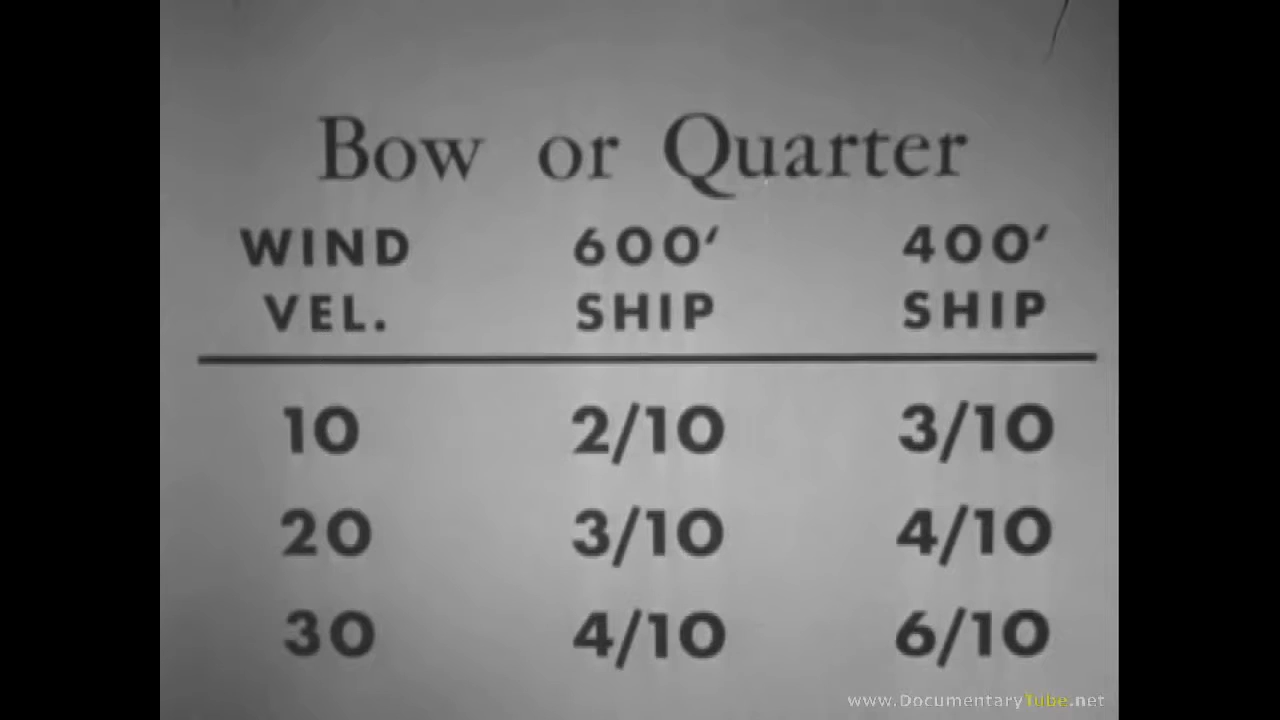 Bow or Quarter
WIND 600' 400'
VEL. SHIP SHIP
10 2/10 3/10
20 3/10 4/10
30 4/10 6/10
www.DocumentaryTube.net